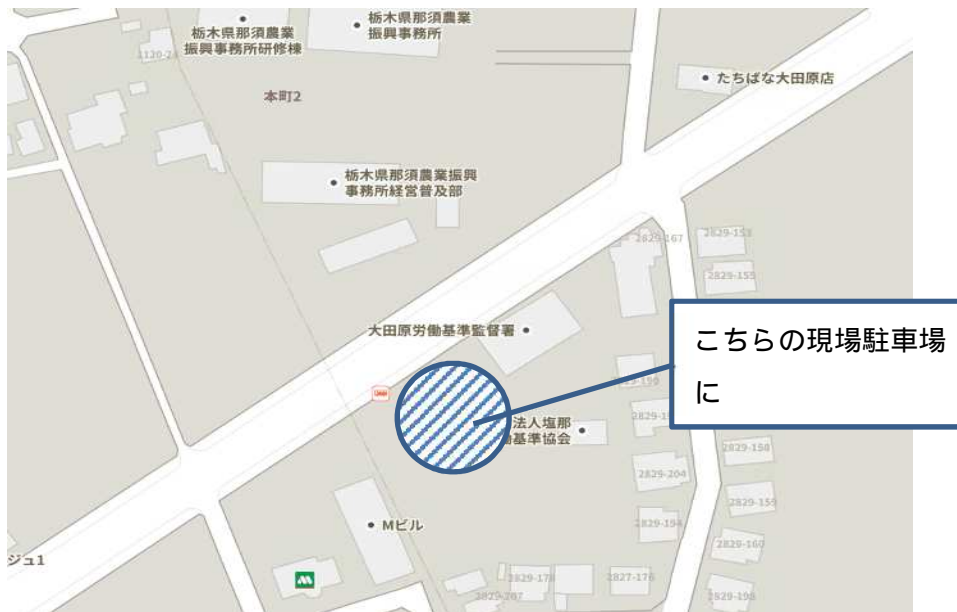 栃木県那須農業
振興事務所研修棟
栃木県那須農業
振興事務所
1120-24
本町2
たちばな大田原店
栃木県那須農業振興
事務所経営普及部
2829-167
2829-153
2829-155
大田原労働基準監督署
こちらの現場駐車場
に
法人塩那
働基準協会
2829-158
2829-204
2829-159
2829-194
Mビル
2829-160
ジュ1
2829-178
2827-176
2829-207
2829-198